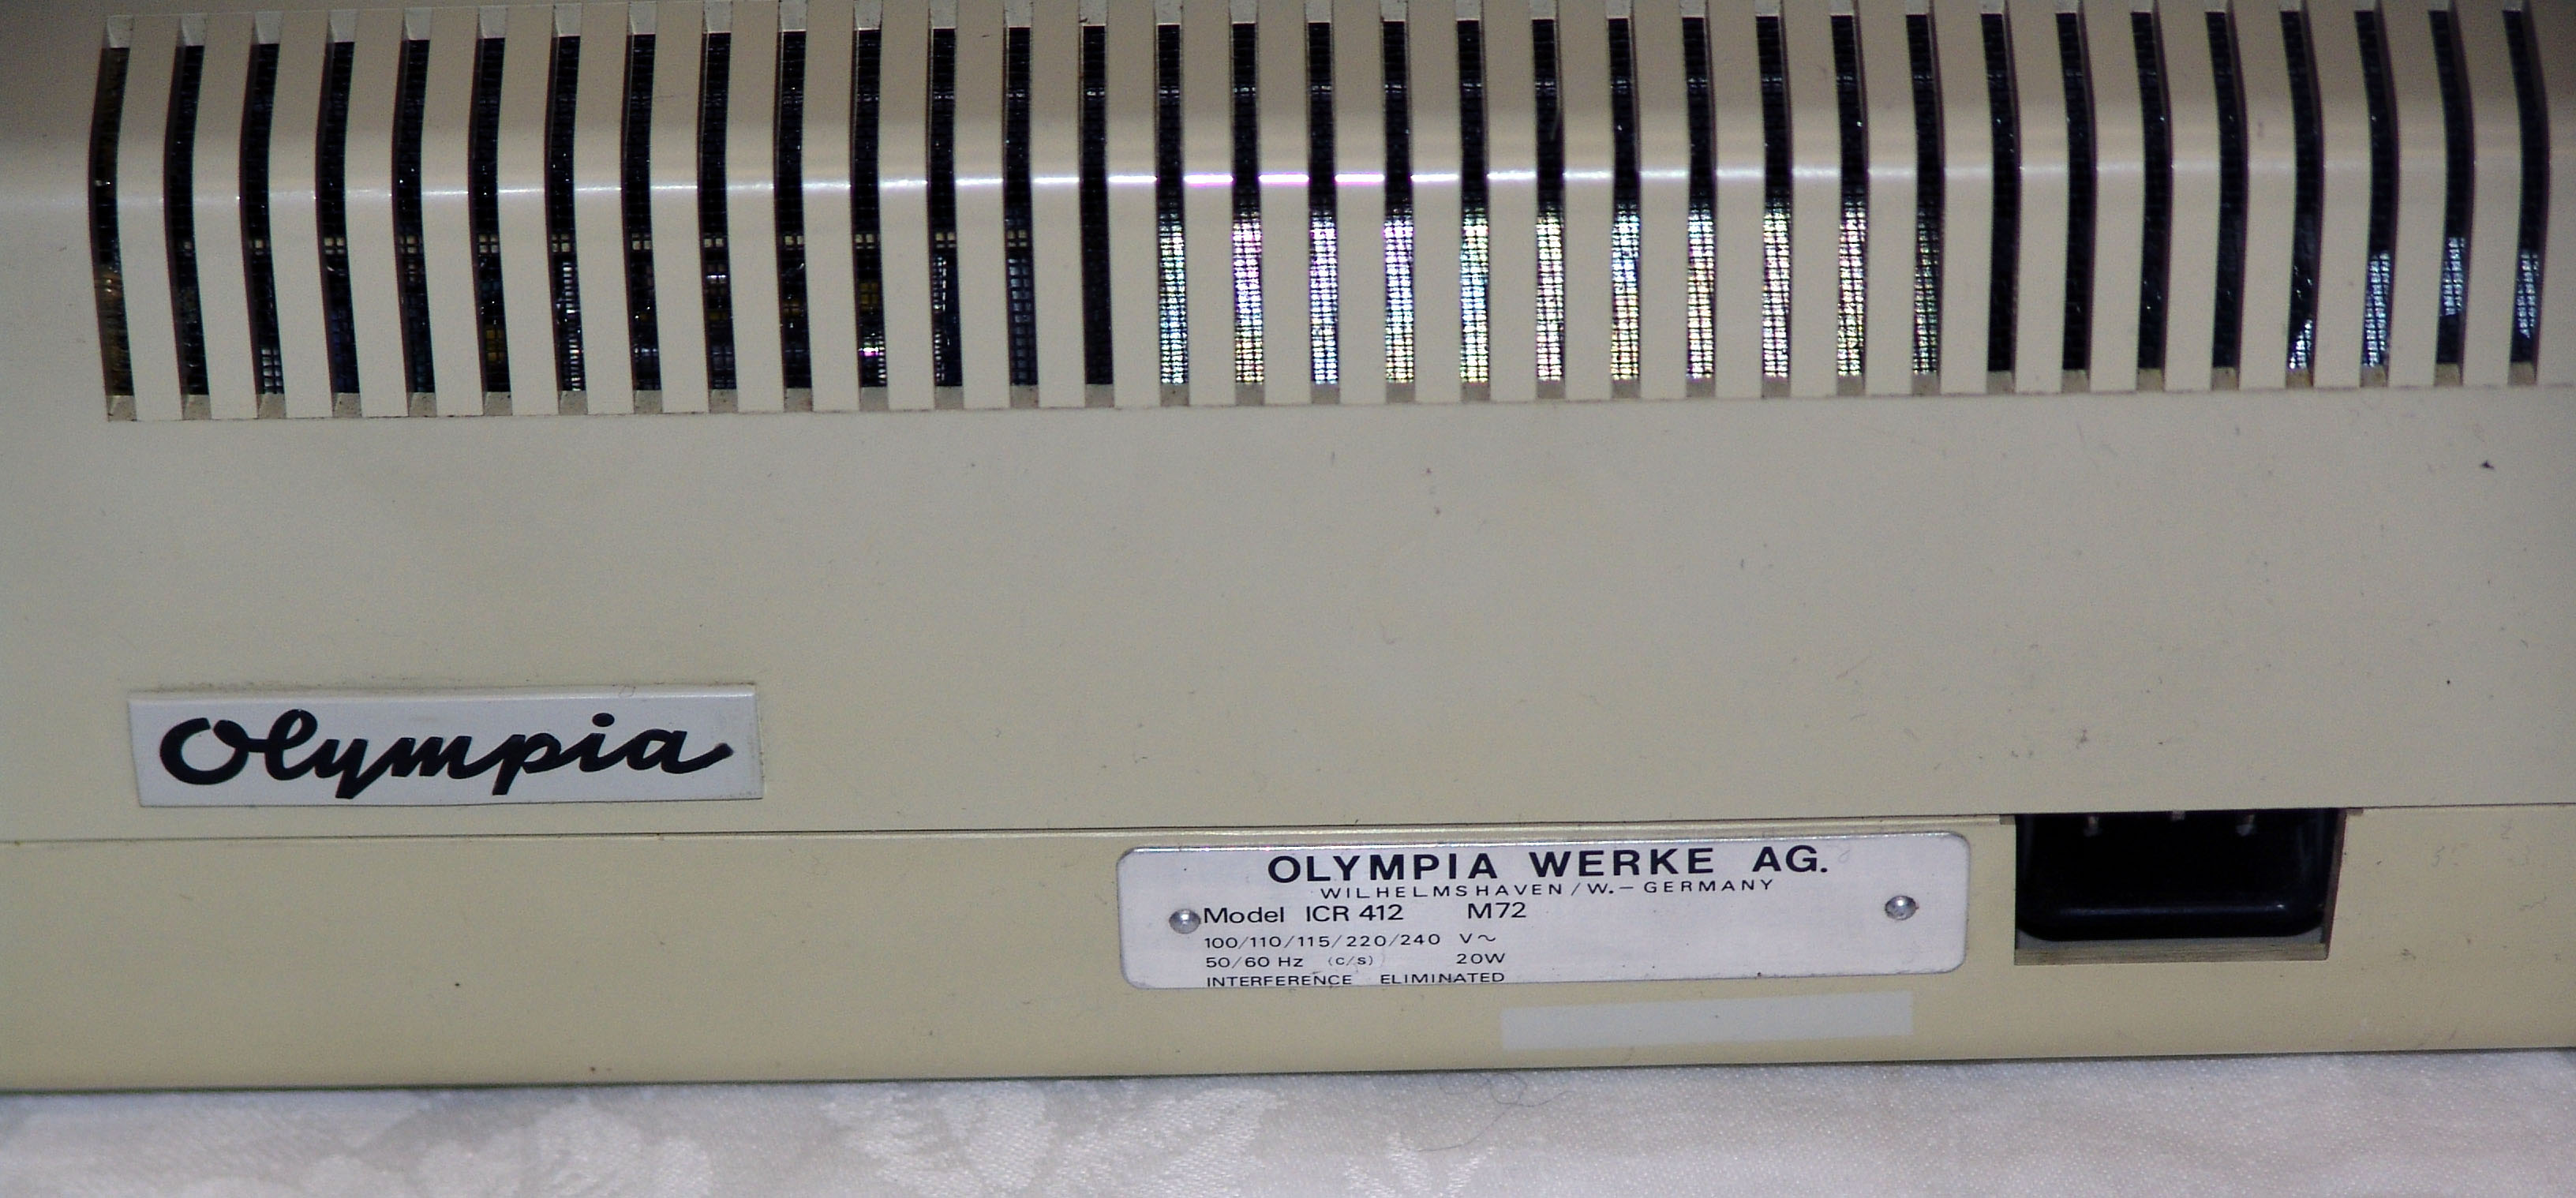 Olympia
OLYMPIA WERKE AG.
WILHELMSHAVEN/W.-GERMANY
Model ICR 412 M72
100/110/115/220/240 V~
50/60 Hz (c/s) 20W
INTERFERENCE ELIMINATED